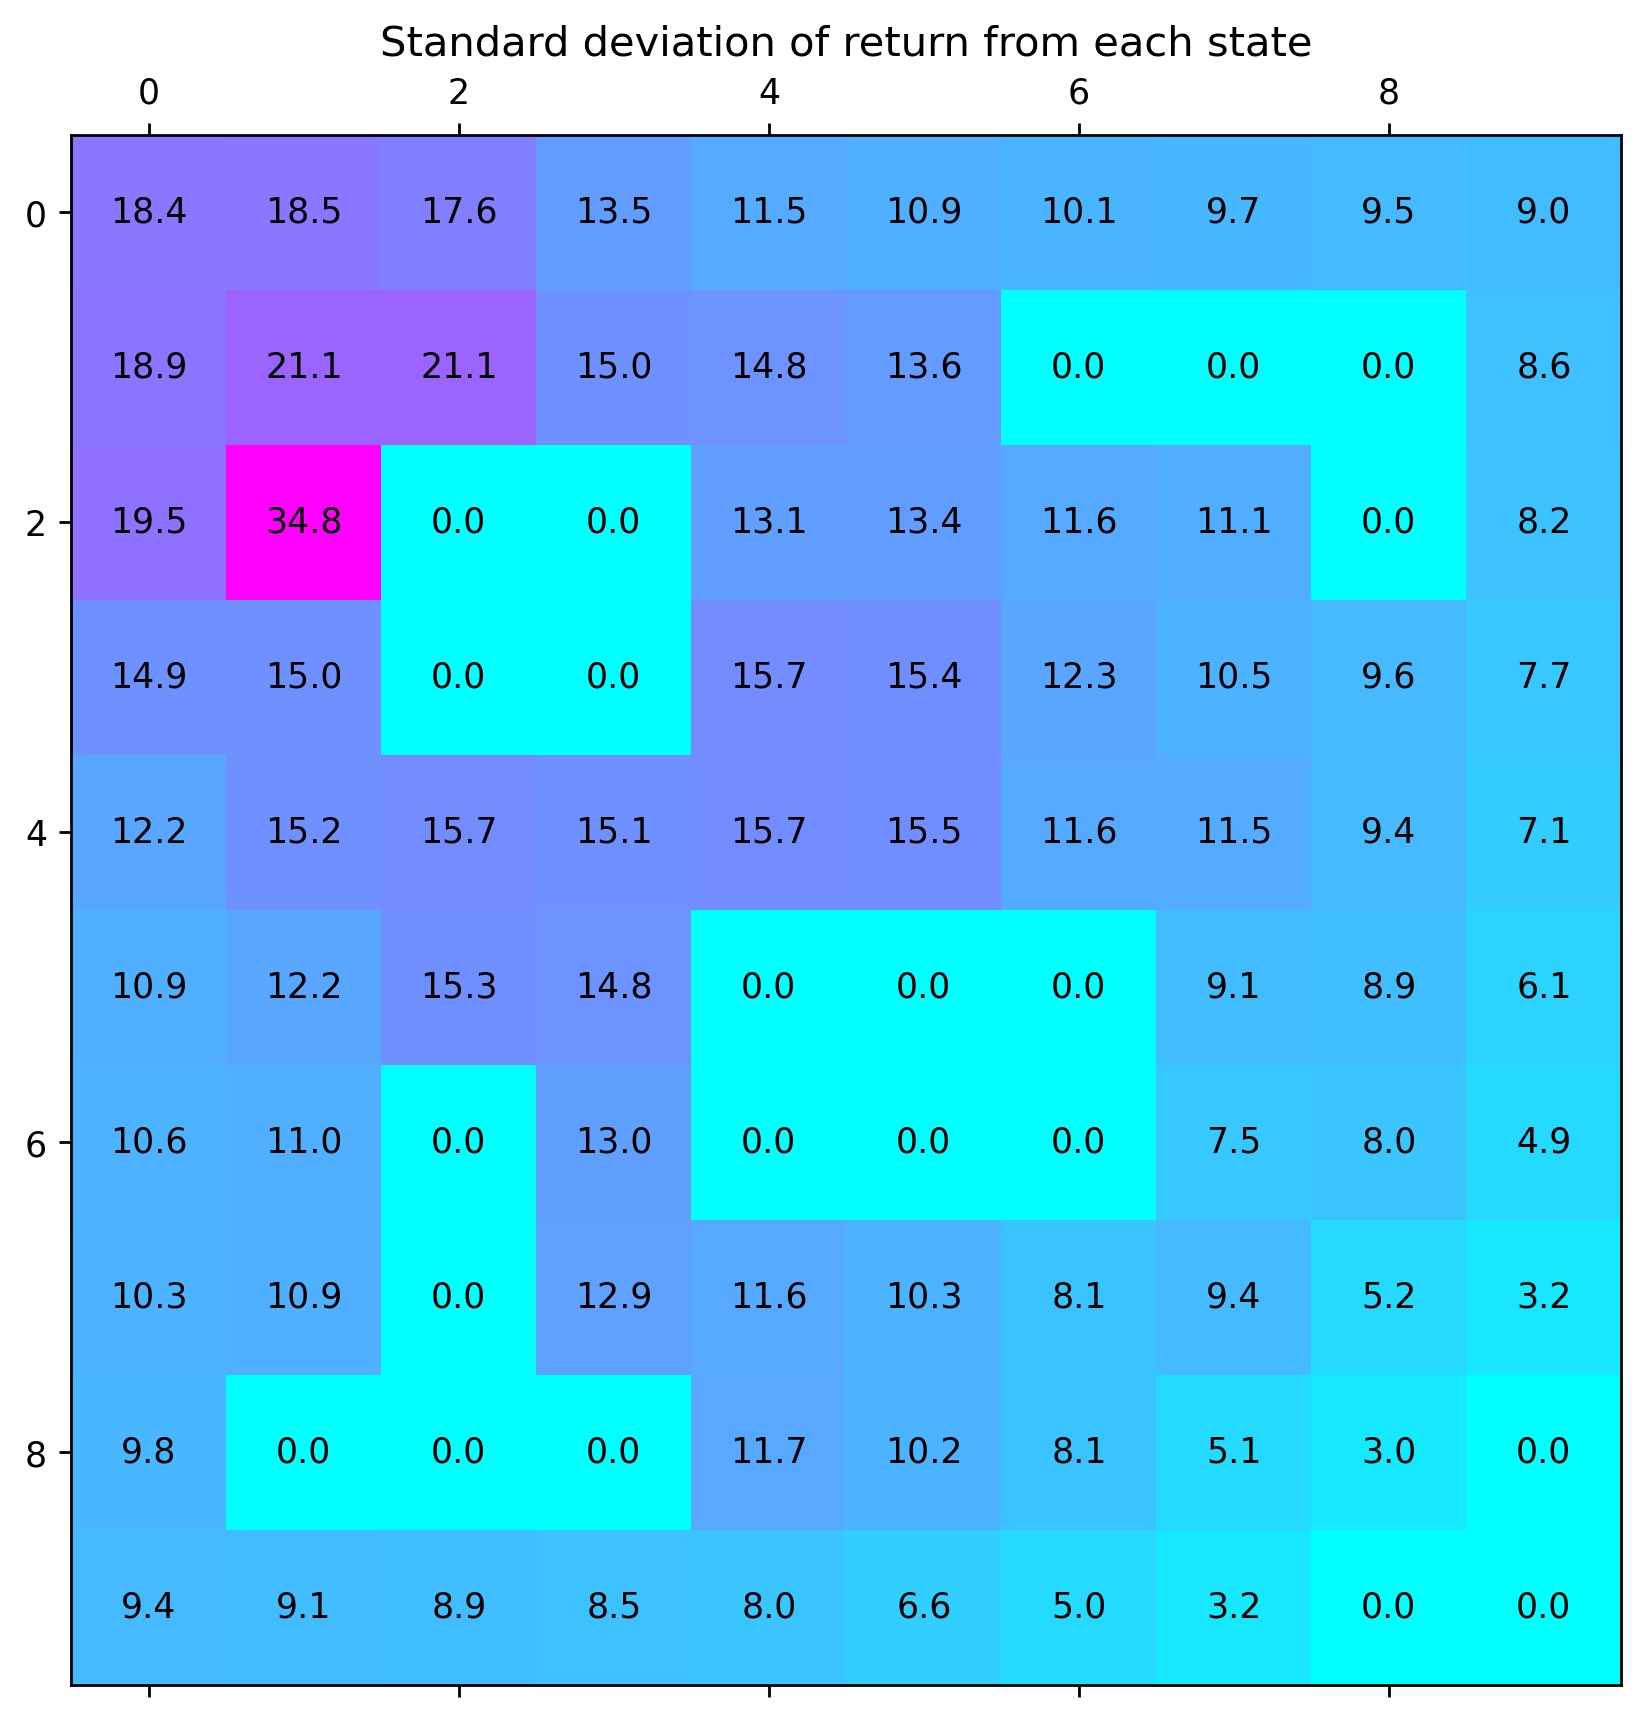 Standard deviation of return from each state
0 2 4 6 8
0 18.4 18.5 17.6 13.5 11.5 10.9 10.1 9.7 9.5 9.0
18.9 21.1 21.1 15.0 14.8 13.6 0.0 0.0 0.0 8.6
2 19.5 34.8 0.0 0.0 13.1 13.4 11.6 11.1 0.0 8.2
14.9 15.0 0.0 0.0 15.7 15.4 12.3 10.5 9.6 7.7
4 12.2 15.2 15.7 15.1 15.7 15.5 11.6 11.5 9.4 7.1
10.9 12.2 15.3 14.8 0.0 0.0 0.0 9.1 8.9 6.1
6 10.6 11.0 0.0 13.0 0.0 0.0 0.0 7.5 8.0 4.9
10.3 10.9 0.0 12.9 11.6 10.3 8.1 9.4 5.2 3.2
8 9.8 0.0 0.0 0.0 11.7 10.2 8.1 5.1 3.0 0.0
9.4 9.1 8.9 8.5 8.0 6.6 5.0 3.2 0.0 0.0